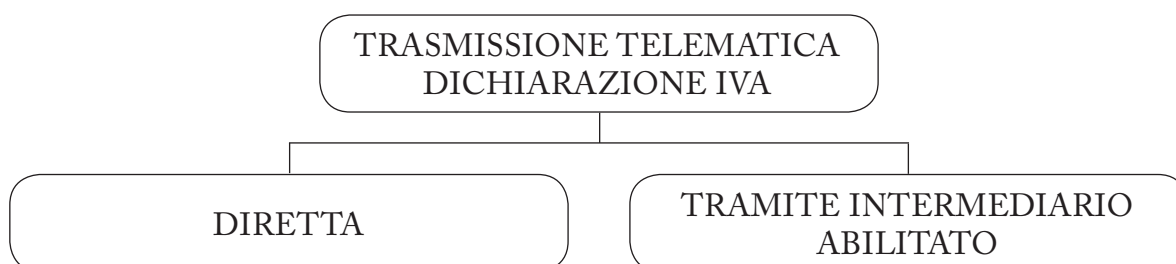 TRASMISSIONE TELEMATICA
DICHIARAZIONE IVA
DIRETTA
TRAMITE INTERMEDIARIO
ABILITATO